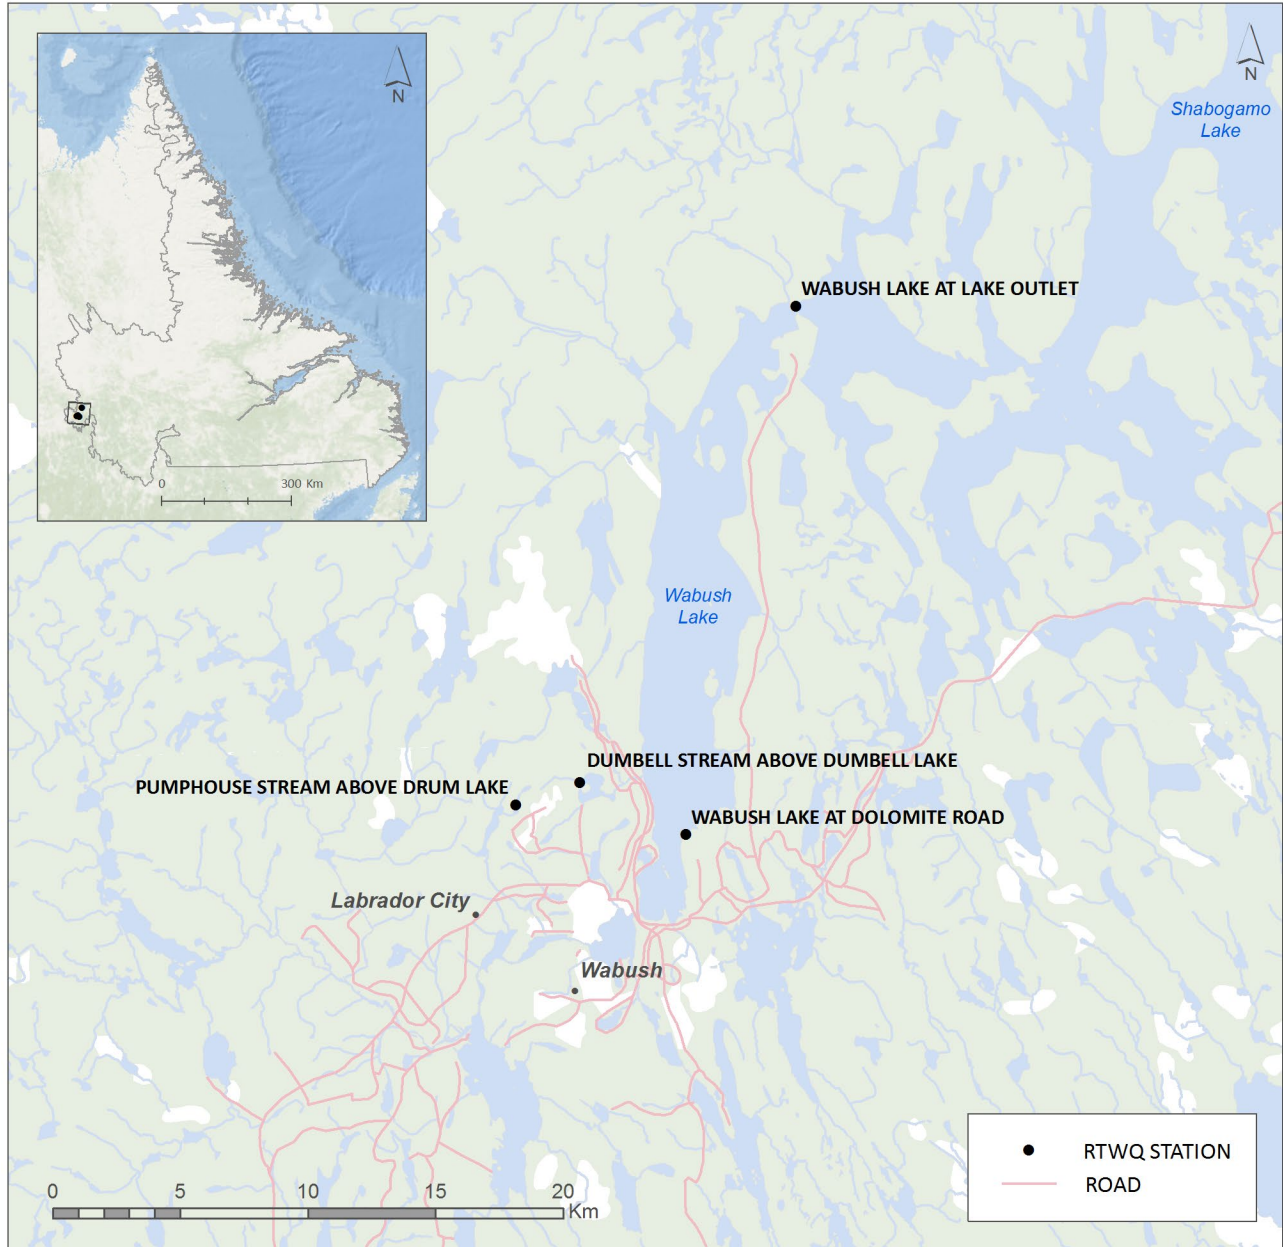 N
N
Shabogamo
Lake
WABUSH LAKE AT LAKE OUTLET
0
300 Km
Wabush
Lake
DUMBELL STREAM ABOVE DUMBELL LAKE
PUMPHOUSE STREAM ABOVE DRUM LAKE
WABUSH LAKE AT DOLOMITE ROAD
Labrador City
Wabush
RTWQ STATION
ROAD
0 5 10 15 20
Km